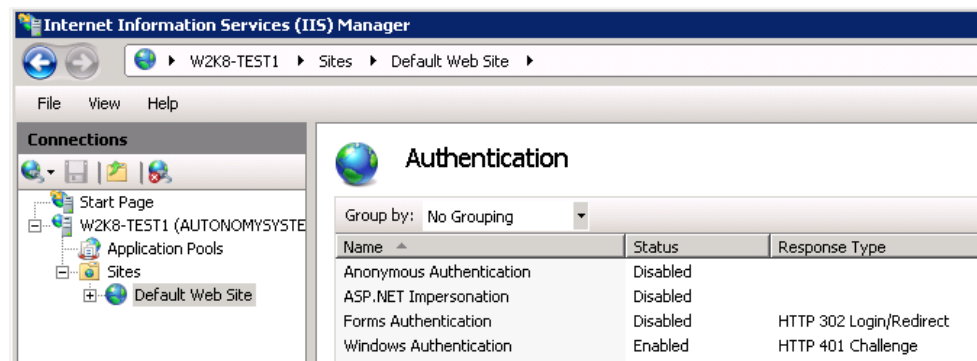 Internet Information Services (IIS) Manager
W2K8-TEST1 Sites Default Web Site
File View Help
Connections
Start Page
W2K8-TEST1 (AUTONOMYSYSTE
Application Pools
Sites
Default Web Site
Authentication
Group by: No Grouping
Name Status Response Type
Anonymous Authentication Disabled
ASP.NET Impersonation Disabled
Forms Authentication Disabled HTTP 302 Login/Redirect
Windows Authentication Enabled HTTP 401 Challenge